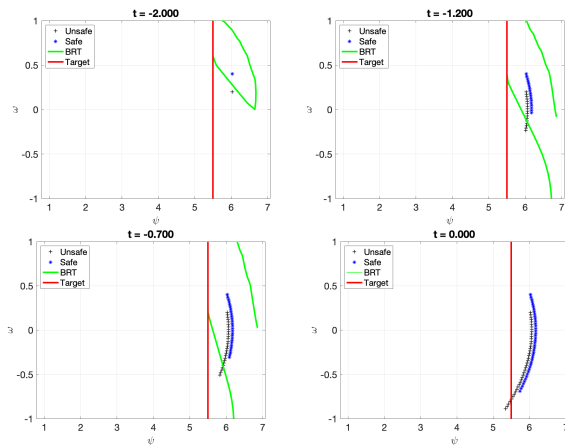 t = -2.000
Unsafe
Safe
BRT
Target
1
0.5
0
-0.5
-1
ω
1 2 3 4 5 6 7
ψ
t = -1.200
Unsafe
Safe
BRT
Target
1
0.5
0
-0.5
-1
ω
1 2 3 4 5 6 7
ψ
t = -0.700
Unsafe
Safe
BRT
Target
1
0.5
0
-0.5
-1
ω
1 2 3 4 5 6 7
ψ
t = 0.000
Unsafe
Safe
BRT
Target
1
0.5
0
-0.5
-1
ω
1 2 3 4 5 6 7
ψ